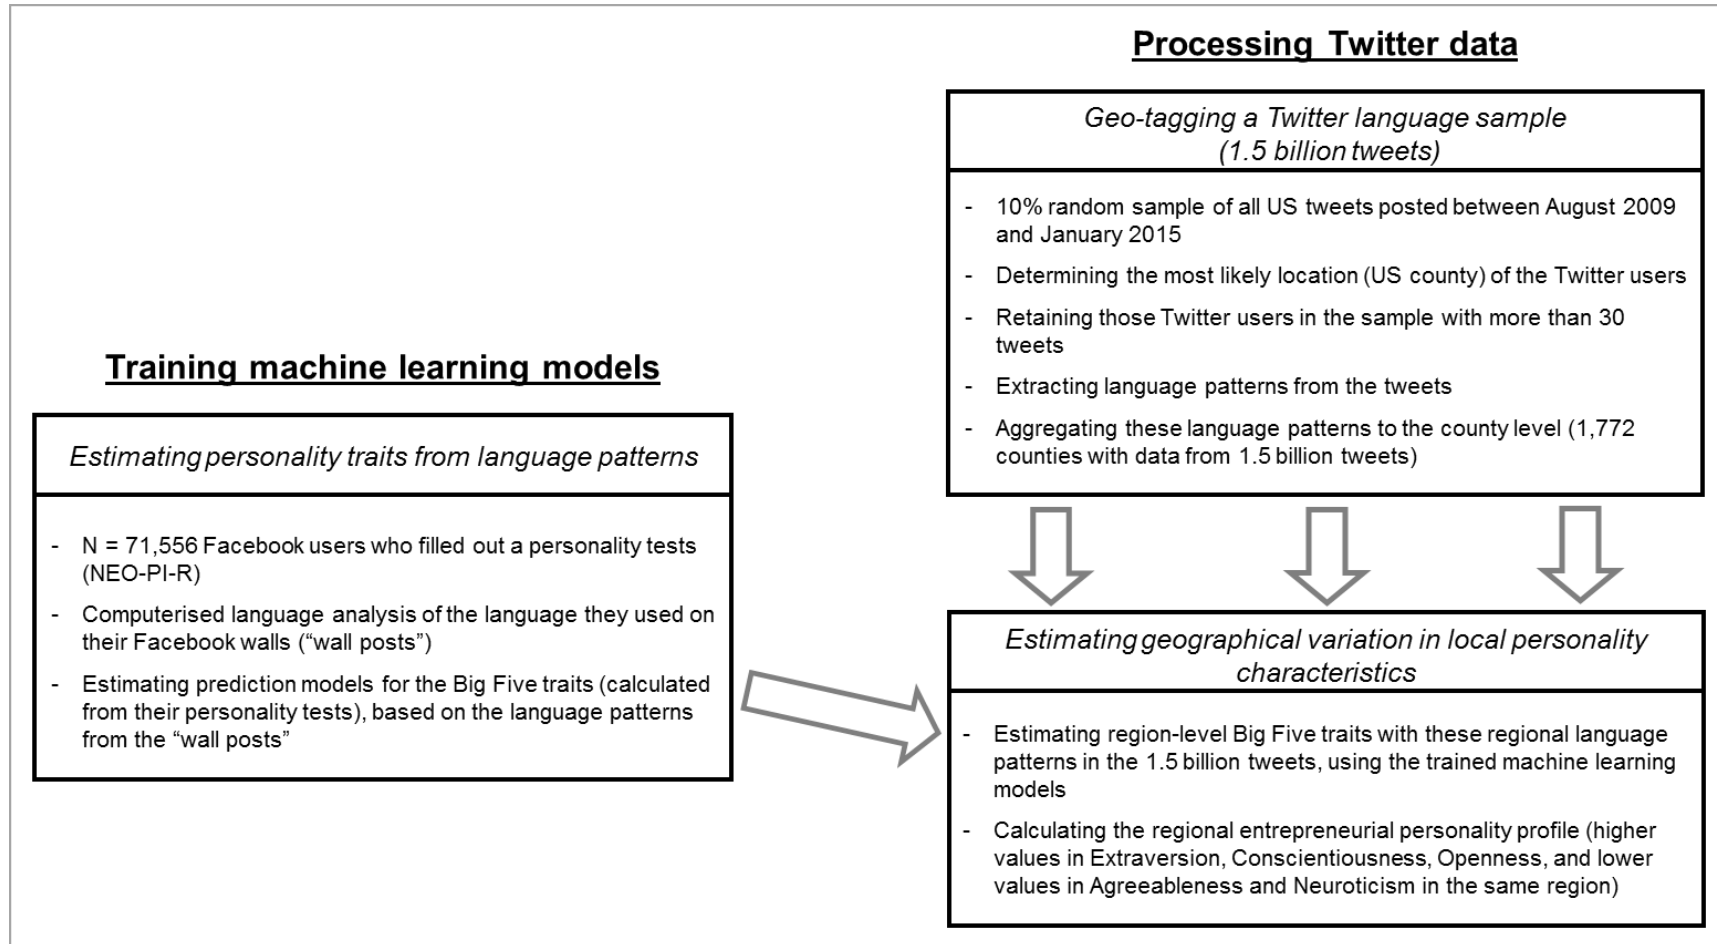 Processing Twitter data
Geo-tagging a Twitter language sample
(1.5 billion tweets)
- 10% random sample of all US tweets posted between August 2009
and January 2015
- Determining the most likely location (US county) of the Twitter users
- Retaining those Twitter users in the sample with more than 30
tweets
- Extracting language patterns from the tweets
- Aggregating these language patterns to the county level (1,772
counties with data from 1.5 billion tweets)
Training machine learning models
Estimating personality traits from language patterns
- N = 71,556 Facebook users who filled out a personality tests
(NEO-PI-R)
- Computerised language analysis of the language they used on
their Facebook walls (“wall posts”)
- Estimating prediction models for the Big Five traits (calculated
from their personality tests), based on the language patterns
from the “wall posts”
Estimating geographical variation in local personality
characteristics
- Estimating region-level Big Five traits with these regional language
patterns in the 1.5 billion tweets, using the trained machine learning
models
- Calculating the regional entrepreneurial personality profile (higher
values in Extraversion, Conscientiousness, Openness, and lower
values in Agreeableness and Neuroticism in the same region)